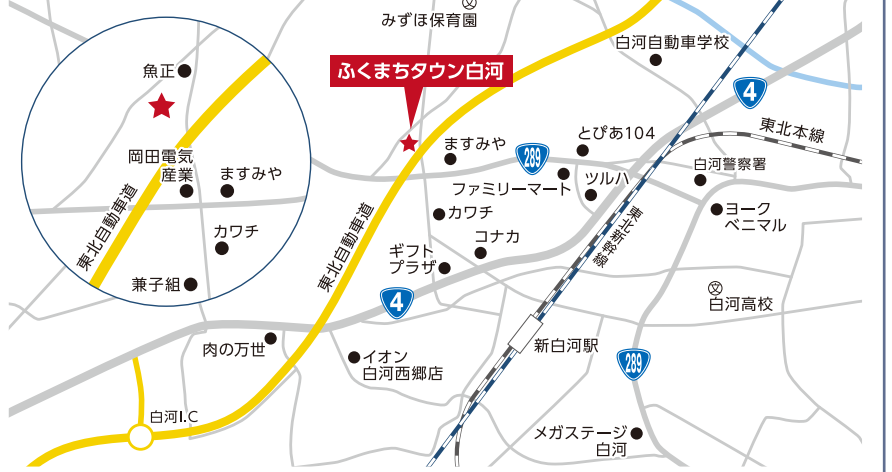 みずほ保育園
文
白河自動車学校
ふくまちタウン白河
魚正
4
とぴあ104
東北本線
ますみや
289
岡田電気
産業
ますみや
ファミリーマート
ツルハ
白河警察署
カワチ
ヨーク
ベニマル
東北自動車道
東北自動車道
カワチ
コナカ
東北新幹線
ギフト
プラザ
兼子組
4
文
白河高校
肉の万世
イオン
白河西郷店
新白河駅
289
白河I.C
メガステージ
白河